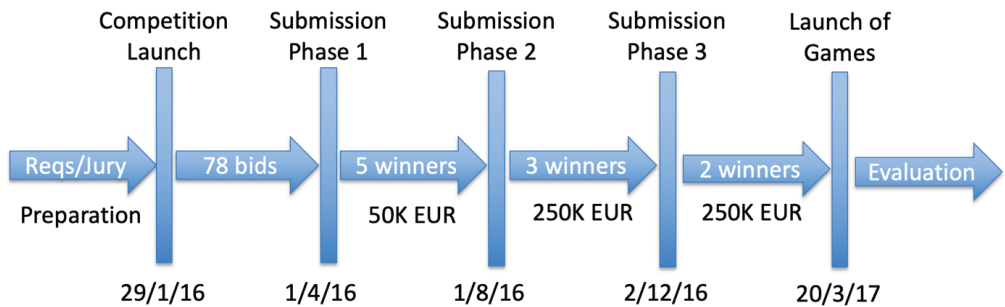 Competition
Launch
Submission
Phase 1
Submission
Phase 2
Submission
Phase 3
Launch of
Games
Reqs/Jury
78 bids
5 winners
3 winners
2 winners
Evaluation
Preparation
50K EUR
250K EUR
250K EUR
29/1/16
1/4/16
1/8/16
2/12/16
20/3/17